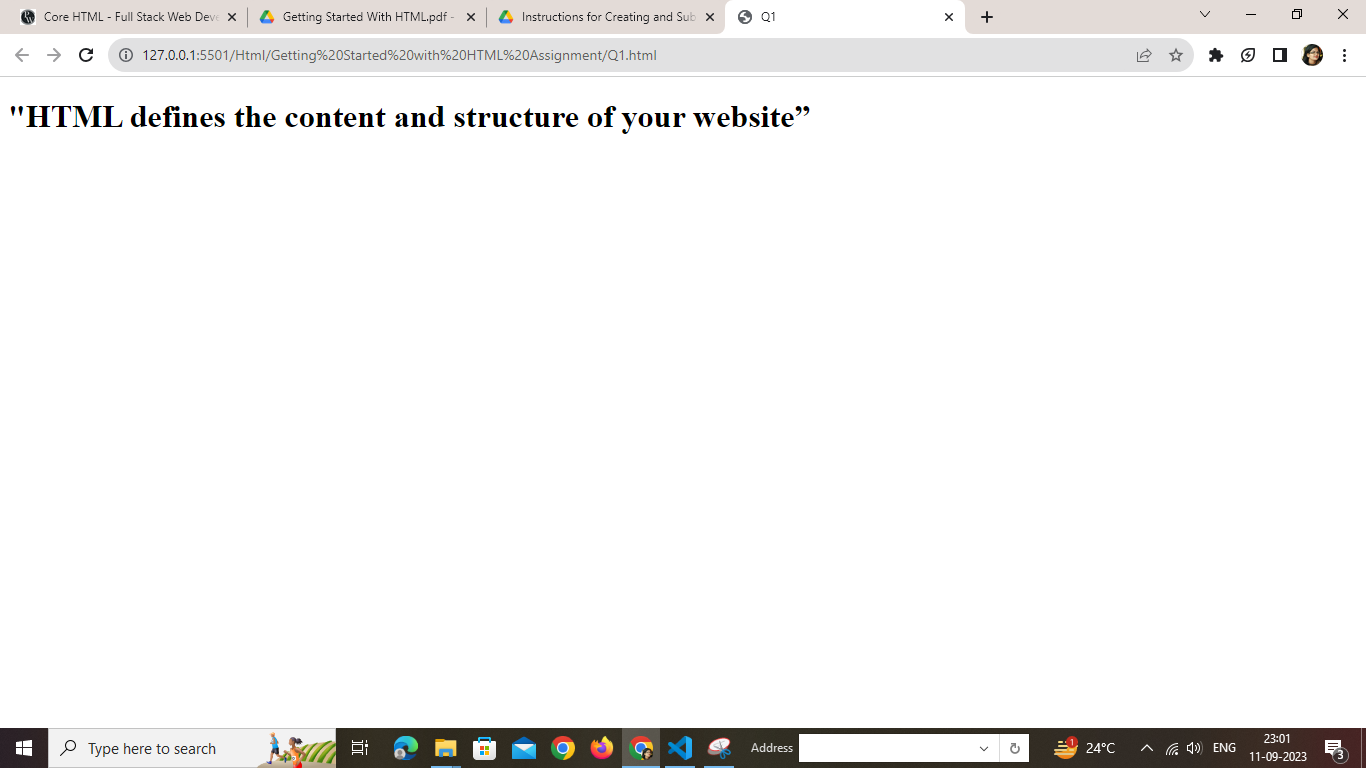 Core HTML - Full Stack Web Deve
Getting Started With HTML.pdf -
Instructions for Creating and Sub
Q1
127.0.0.1:5501/Html/Getting%20Started%20with%20HTML%20Assignment/Q1.html
"HTML defines the content and structure of your website”
Type here to search
Address
1
24°C
ENG
23:01
11-09-2023
3